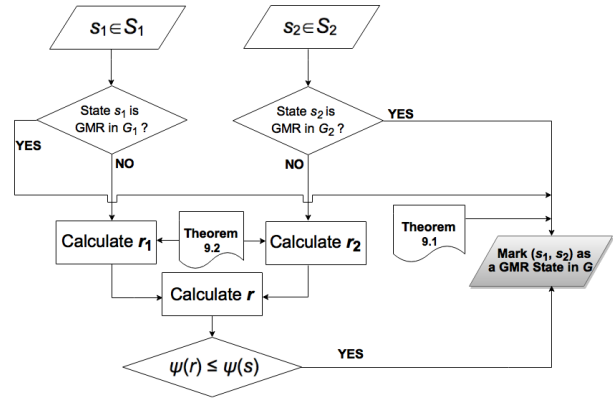 s₁∈S₁
s₂∈S₂
State s₁ is
GMR in G₁ ?
State s₂ is
GMR in G₂ ?
YES
YES
NO
NO
Calculate r₁
Theorem
9.2
Calculate r₂
Theorem
9.1
Mark (s₁, s₂) as
a GMR State in G
Calculate r
ψ(r) ≤ ψ(s)
YES